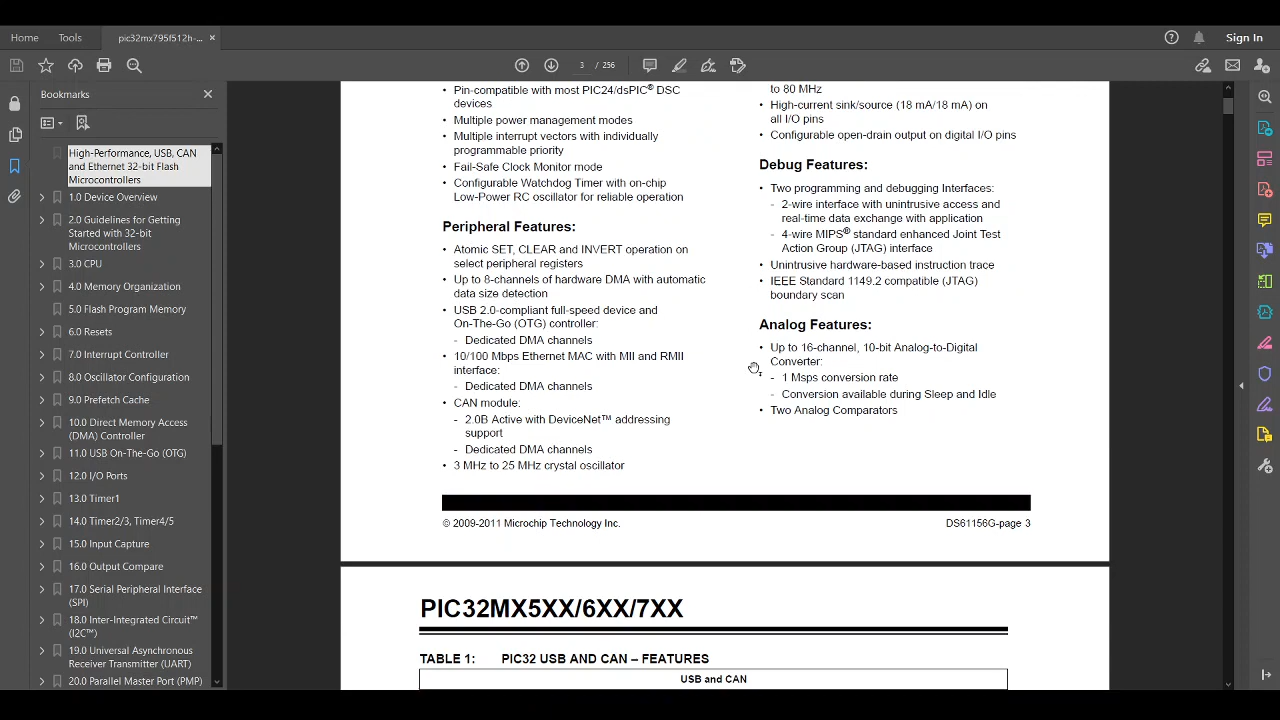 Home
Tools
pic32mx795f512h-...
Sign In
3 / 256
Bookmarks
High-Performance, USB, CAN
and Ethernet 32-bit Flash
Microcontrollers
1.0 Device Overview
2.0 Guidelines for Getting
Started with 32-bit
Microcontrollers
3.0 CPU
4.0 Memory Organization
5.0 Flash Program Memory
6.0 Resets
7.0 Interrupt Controller
8.0 Oscillator Configuration
9.0 Prefetch Cache
10.0 Direct Memory Access
(DMA) Controller
11.0 USB On-The-Go (OTG)
12.0 I/O Ports
13.0 Timer1
14.0 Timer2/3, Timer4/5
15.0 Input Capture
16.0 Output Compare
17.0 Serial Peripheral Interface
(SPI)
18.0 Inter-Integrated Circuit™
(I2C™)
19.0 Universal Asynchronous
Receiver Transmitter (UART)
20.0 Parallel Master Port (PMP)
• Pin-compatible with most PIC24/dsPIC® DSC
devices
• Multiple power management modes
• Multiple interrupt vectors with individually
programmable priority
• Fail-Safe Clock Monitor mode
• Configurable Watchdog Timer with on-chip
Low-Power RC oscillator for reliable operation
Peripheral Features:
• Atomic SET, CLEAR and INVERT operation on
select peripheral registers
• Up to 8-channels of hardware DMA with automatic
data size detection
• USB 2.0-compliant full-speed device and
On-The-Go (OTG) controller:
- Dedicated DMA channels
• 10/100 Mbps Ethernet MAC with MII and RMII
interface:
- Dedicated DMA channels
• CAN module:
- 2.0B Active with DeviceNet™ addressing
support
- Dedicated DMA channels
• 3 MHz to 25 MHz crystal oscillator
to 80 MHz
• High-current sink/source (18 mA/18 mA) on
all I/O pins
• Configurable open-drain output on digital I/O pins
Debug Features:
• Two programming and debugging Interfaces:
- 2-wire interface with unintrusive access and
real-time data exchange with application
- 4-wire MIPS® standard enhanced Joint Test
Action Group (JTAG) interface
• Unintrusive hardware-based instruction trace
• IEEE Standard 1149.2 compatible (JTAG)
boundary scan
Analog Features:
• Up to 16-channel, 10-bit Analog-to-Digital
Converter:
- 1 Msps conversion rate
- Conversion available during Sleep and Idle
• Two Analog Comparators
© 2009-2011 Microchip Technology Inc.
DS61156G-page 3
PIC32MX5XX/6XX/7XX
TABLE 1: PIC32 USB AND CAN – FEATURES
USB and CAN